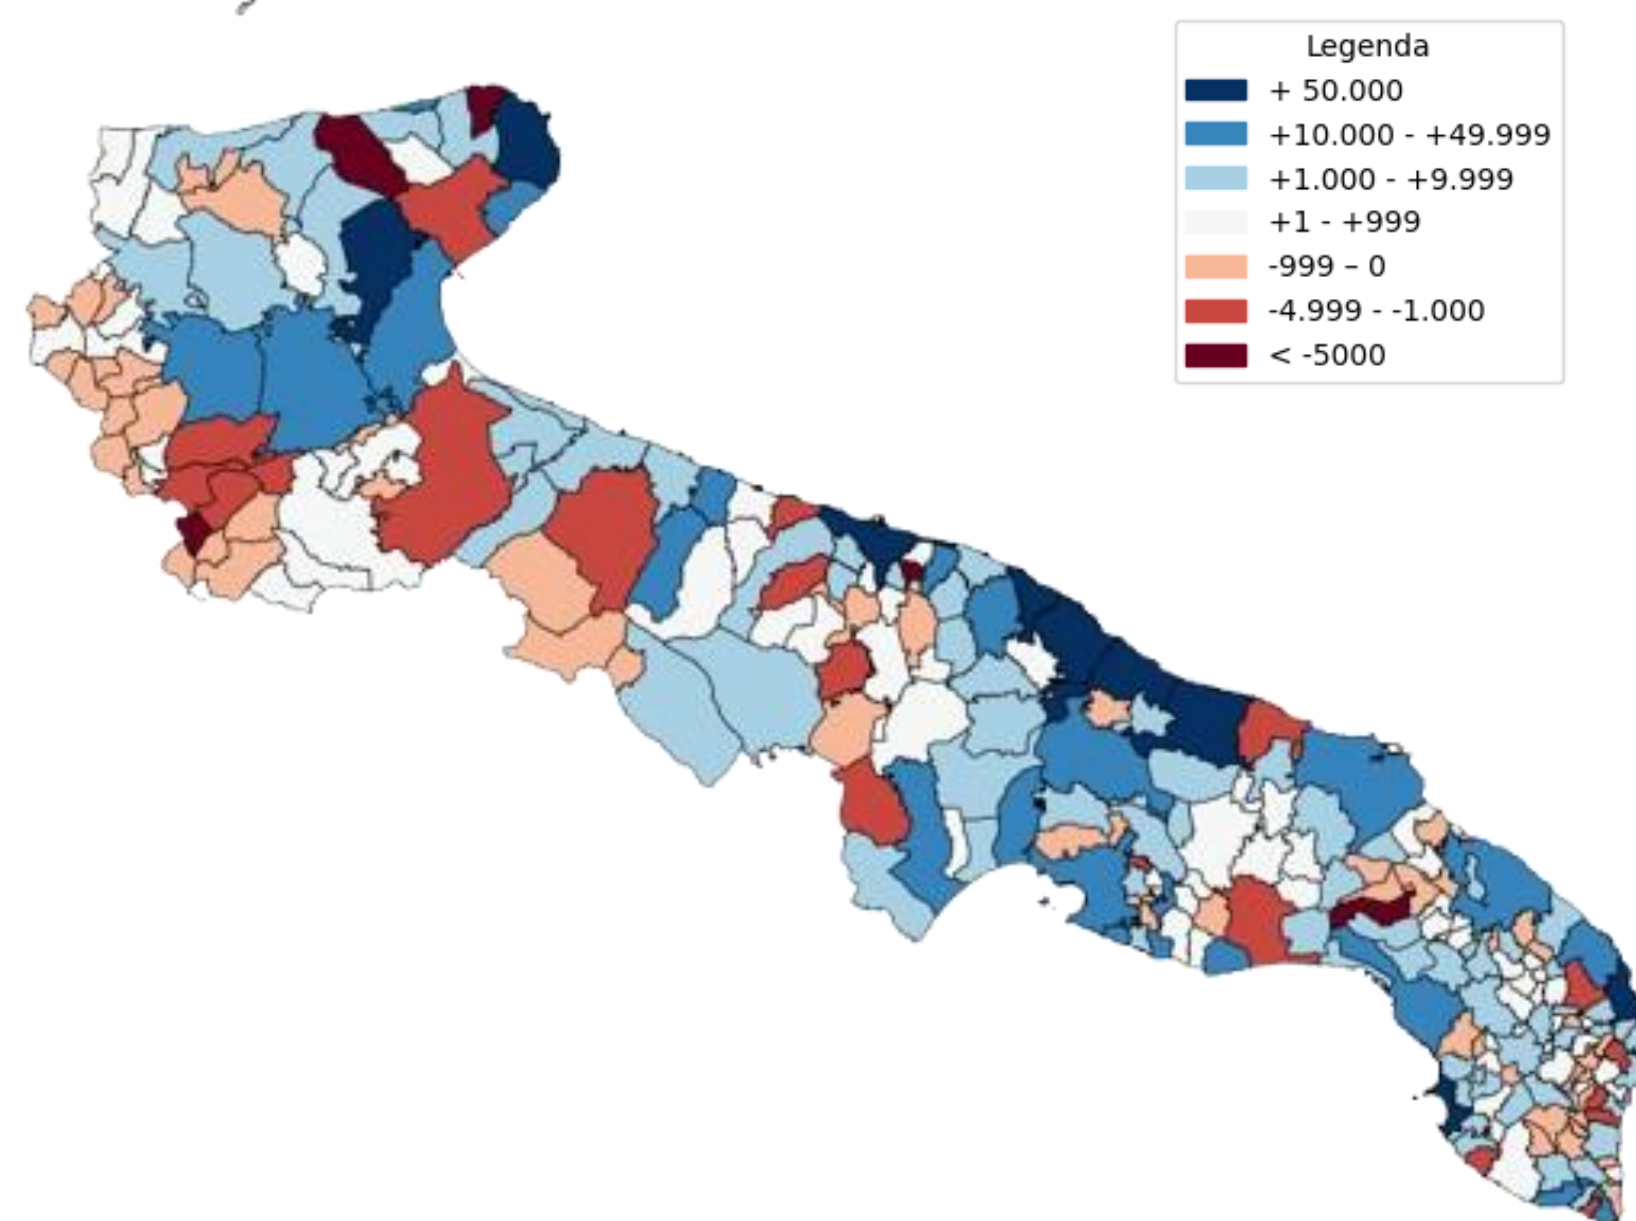 Legenda
+ 50.000
+10.000 - +49.999
+1.000 - +9.999
+1 - +999
-999 – 0
-4.999 - -1.000
< -5000